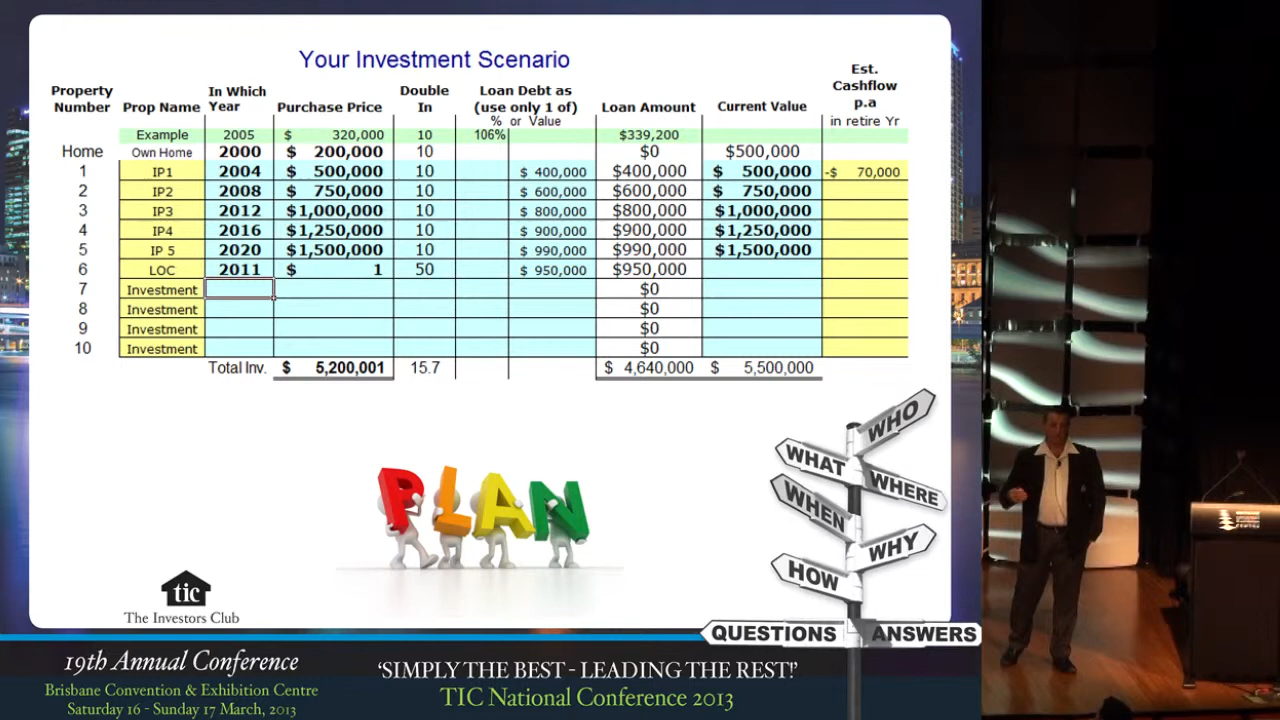 Your Investment Scenario
Property Number Prop Name In Which Year Purchase Price Double In Loan Debt as (use only 1 of) % or Value Loan Amount Current Value Est. Cashflow p.a in retire Yr
Example 2005 $ 320,000 10 106% $339,200
Home Own Home 2000 $ 200,000 10 $0 $500,000
1 IP1 2004 $ 500,000 10 $ 400,000 $400,000 $ 500,000 -$ 70,000
2 IP2 2008 $ 750,000 10 $ 600,000 $600,000 $ 750,000
3 IP3 2012 $1,000,000 10 $ 800,000 $800,000 $1,000,000
4 IP4 2016 $1,250,000 10 $ 900,000 $900,000 $1,250,000
5 IP 5 2020 $1,500,000 10 $ 990,000 $990,000 $1,500,000
6 LOC 2011 $ 1 50 $ 950,000 $950,000
7 Investment $0
8 Investment $0
9 Investment $0
10 Investment $0
Total Inv. $ 5,200,001 15.7 $ 4,640,000 $ 5,500,000
PLAN
WHO
WHAT
WHERE
WHEN
WHY
HOW
QUESTIONS ANSWERS
tic
The Investors Club
19th Annual Conference
Brisbane Convention & Exhibition Centre
Saturday 16 - Sunday 17 March, 2013
'SIMPLY THE BEST - LEADING THE REST!'
TIC National Conference 2013